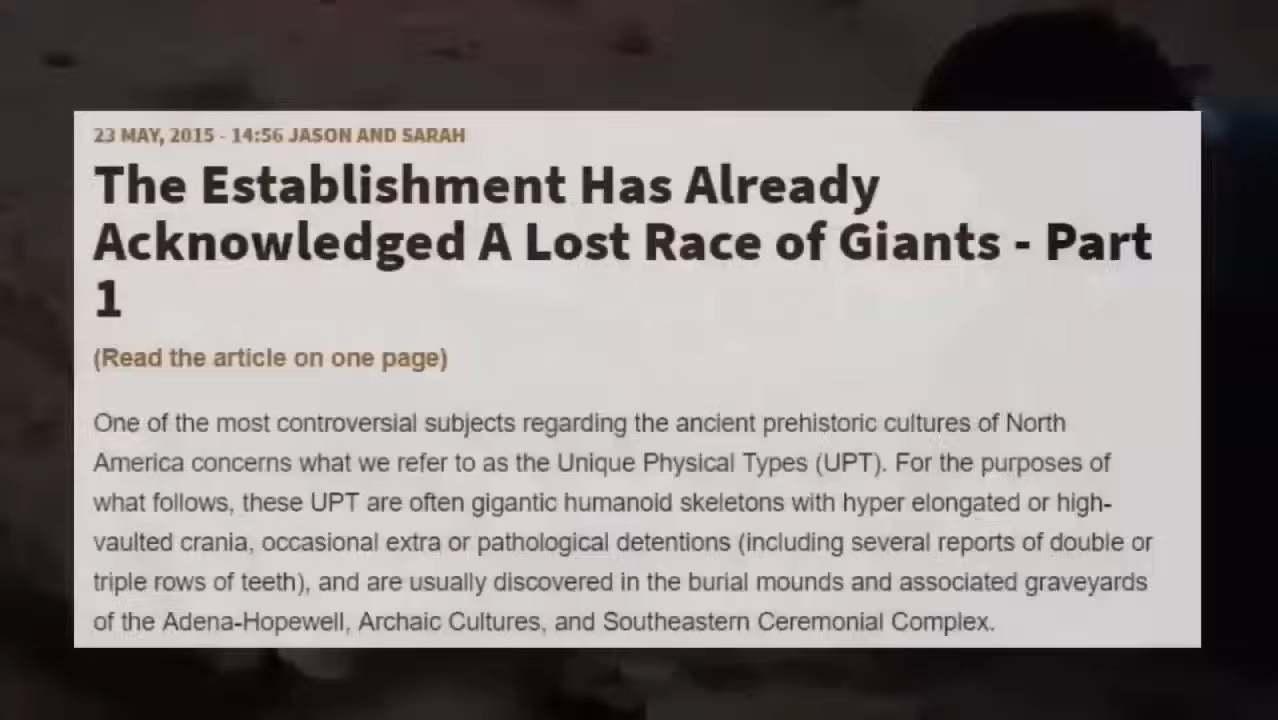 23 MAY, 2015 - 14:56 JASON AND SARAH
The Establishment Has Already
Acknowledged A Lost Race of Giants - Part
1
(Read the article on one page)
One of the most controversial subjects regarding the ancient prehistoric cultures of North
America concerns what we refer to as the Unique Physical Types (UPT). For the purposes of
what follows, these UPT are often gigantic humanoid skeletons with hyper elongated or high-
vaulted crania, occasional extra or pathological detentions (including several reports of double or
triple rows of teeth), and are usually discovered in the burial mounds and associated graveyards
of the Adena-Hopewell, Archaic Cultures, and Southeastern Ceremonial Complex.